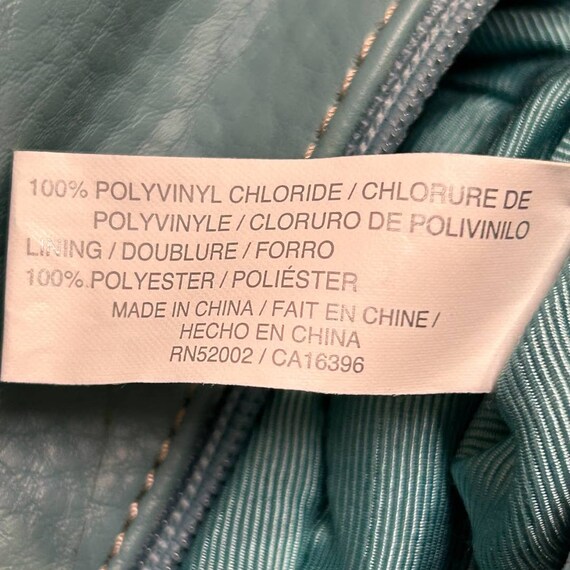 100% POLYVINYL CHLORIDE / CHLORURE DE
POLYVINYLE / CLORURO DE POLIVINILO
LINING / DOUBLURE / FORRO
100% POLYESTER / POLIÉSTER
MADE IN CHINA / FAIT EN CHINE /
HECHO EN CHINA
RN52002 / CA16396